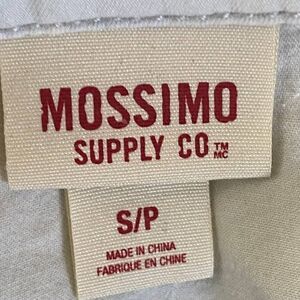 MOSSIMO
SUPPLY CO ™ MC
S/P
MADE IN CHINA
FABRIQUE EN CHINE